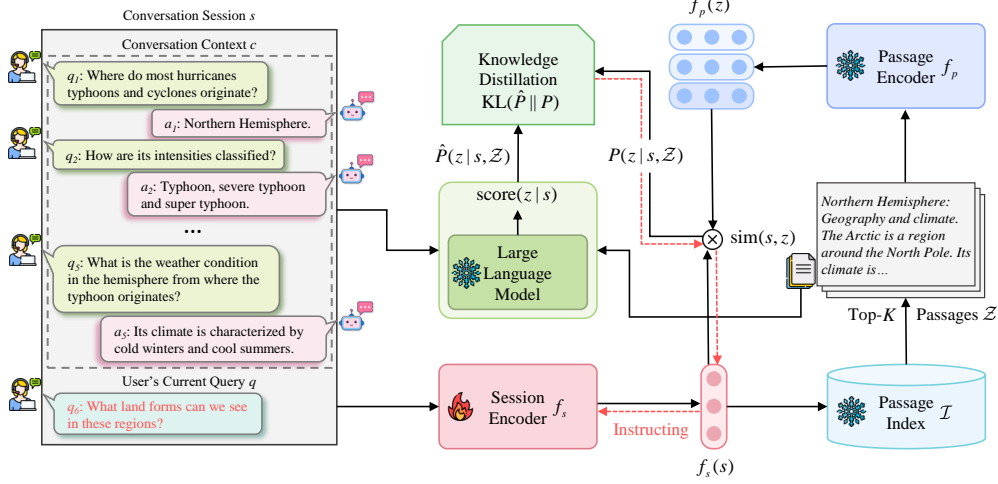 Conversation Session s
Conversation Context c
q1: Where do most hurricanes
typhoons and cyclones originate?
a1: Northern Hemisphere.
q2: How are its intensities classified?
a2: Typhoon, severe typhoon
and super typhoon.
...
q5: What is the weather condition
in the hemisphere from where the
typhoon originates?
a5: Its climate is characterized by
cold winters and cool summers.
User's Current Query q
q6: What land forms can we see
in these regions?
Knowledge
Distillation
KL(P̂ || P)
P̂(z | s, 𝒵)
P(z | s, 𝒵)
score(z | s)
Large
Language
Model
Session
Encoder fs
Instructing
fs(s)
fp(z)
sim(s, z)
Passage
Encoder fp
Northern Hemisphere:
Geography and climate.
The Arctic is a region
around the North Pole. Its
climate is…
Top-K Passages 𝒵
Passage
Index ℐ